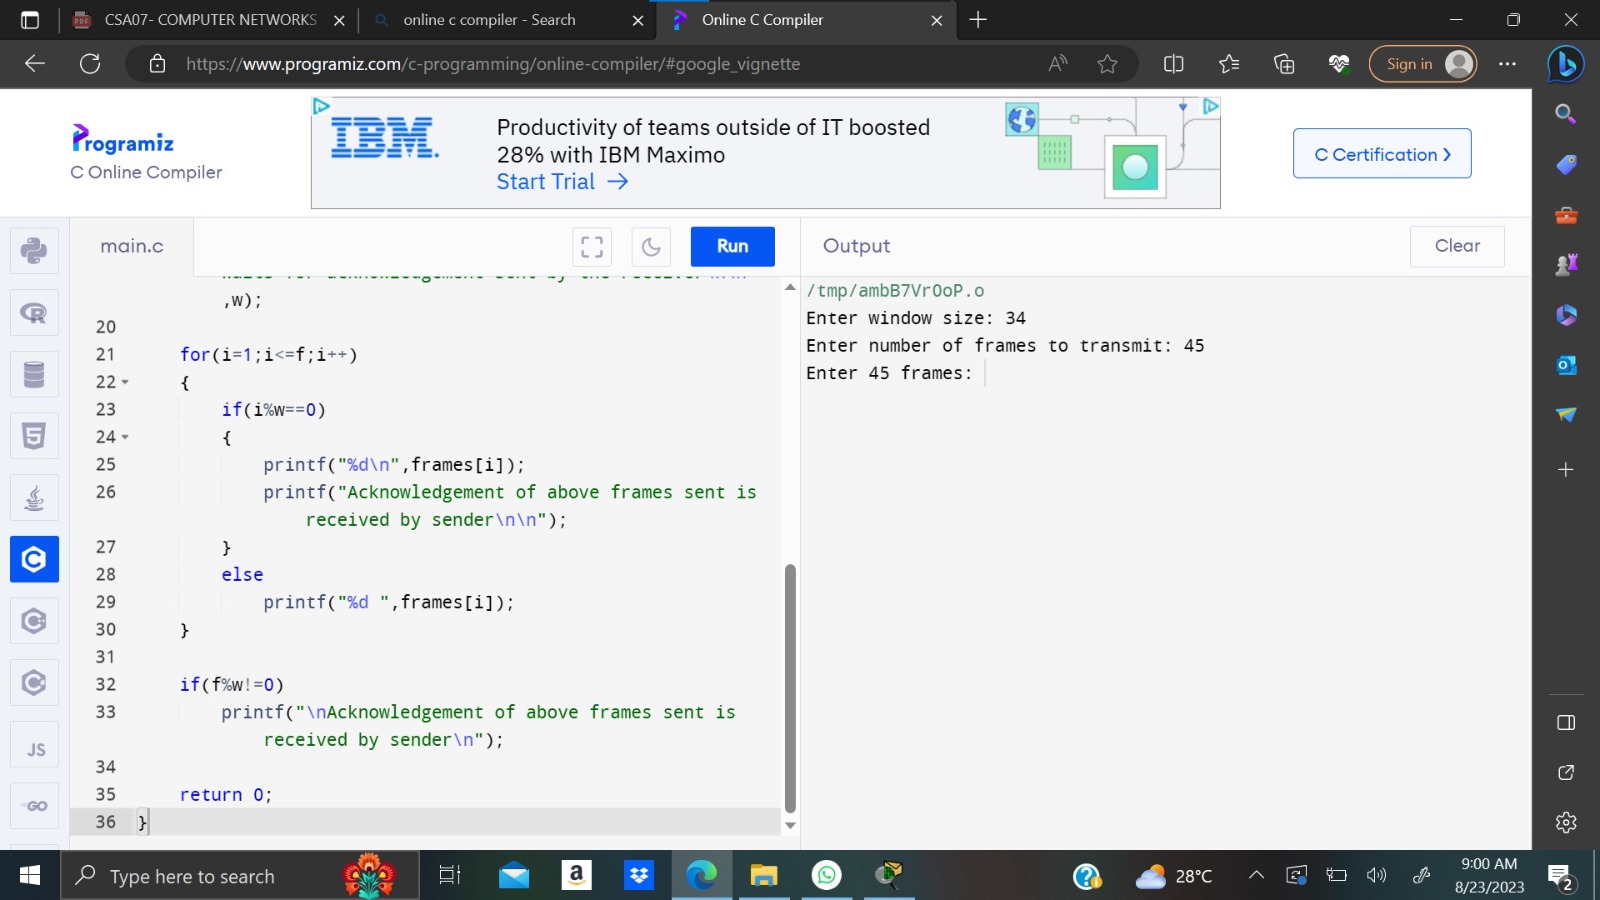 CSA07- COMPUTER NETWORKS
online c compiler - Search
Online C Compiler
https://www.programiz.com/c-programming/online-compiler/#google_vignette
Sign in
Programiz
C Online Compiler
IBM.
Productivity of teams outside of IT boosted
28% with IBM Maximo
Start Trial →
C Certification ❯
main.c
Run
Output
Clear
,w);
20
21 for(i=1;i<=f;i++)
22 {
23 if(i%w==0)
24 {
25 printf("%d\n",frames[i]);
26 printf("Acknowledgement of above frames sent is
received by sender\n\n");
27 }
28 else
29 printf("%d ",frames[i]);
30 }
31
32 if(f%w!=0)
33 printf("\nAcknowledgement of above frames sent is
received by sender\n");
34
35 return 0;
36 }
/tmp/ambB7VrOoP.o
Enter window size: 34
Enter number of frames to transmit: 45
Enter 45 frames:
JS
GO
Type here to search
28°C
9:00 AM
8/23/2023
2